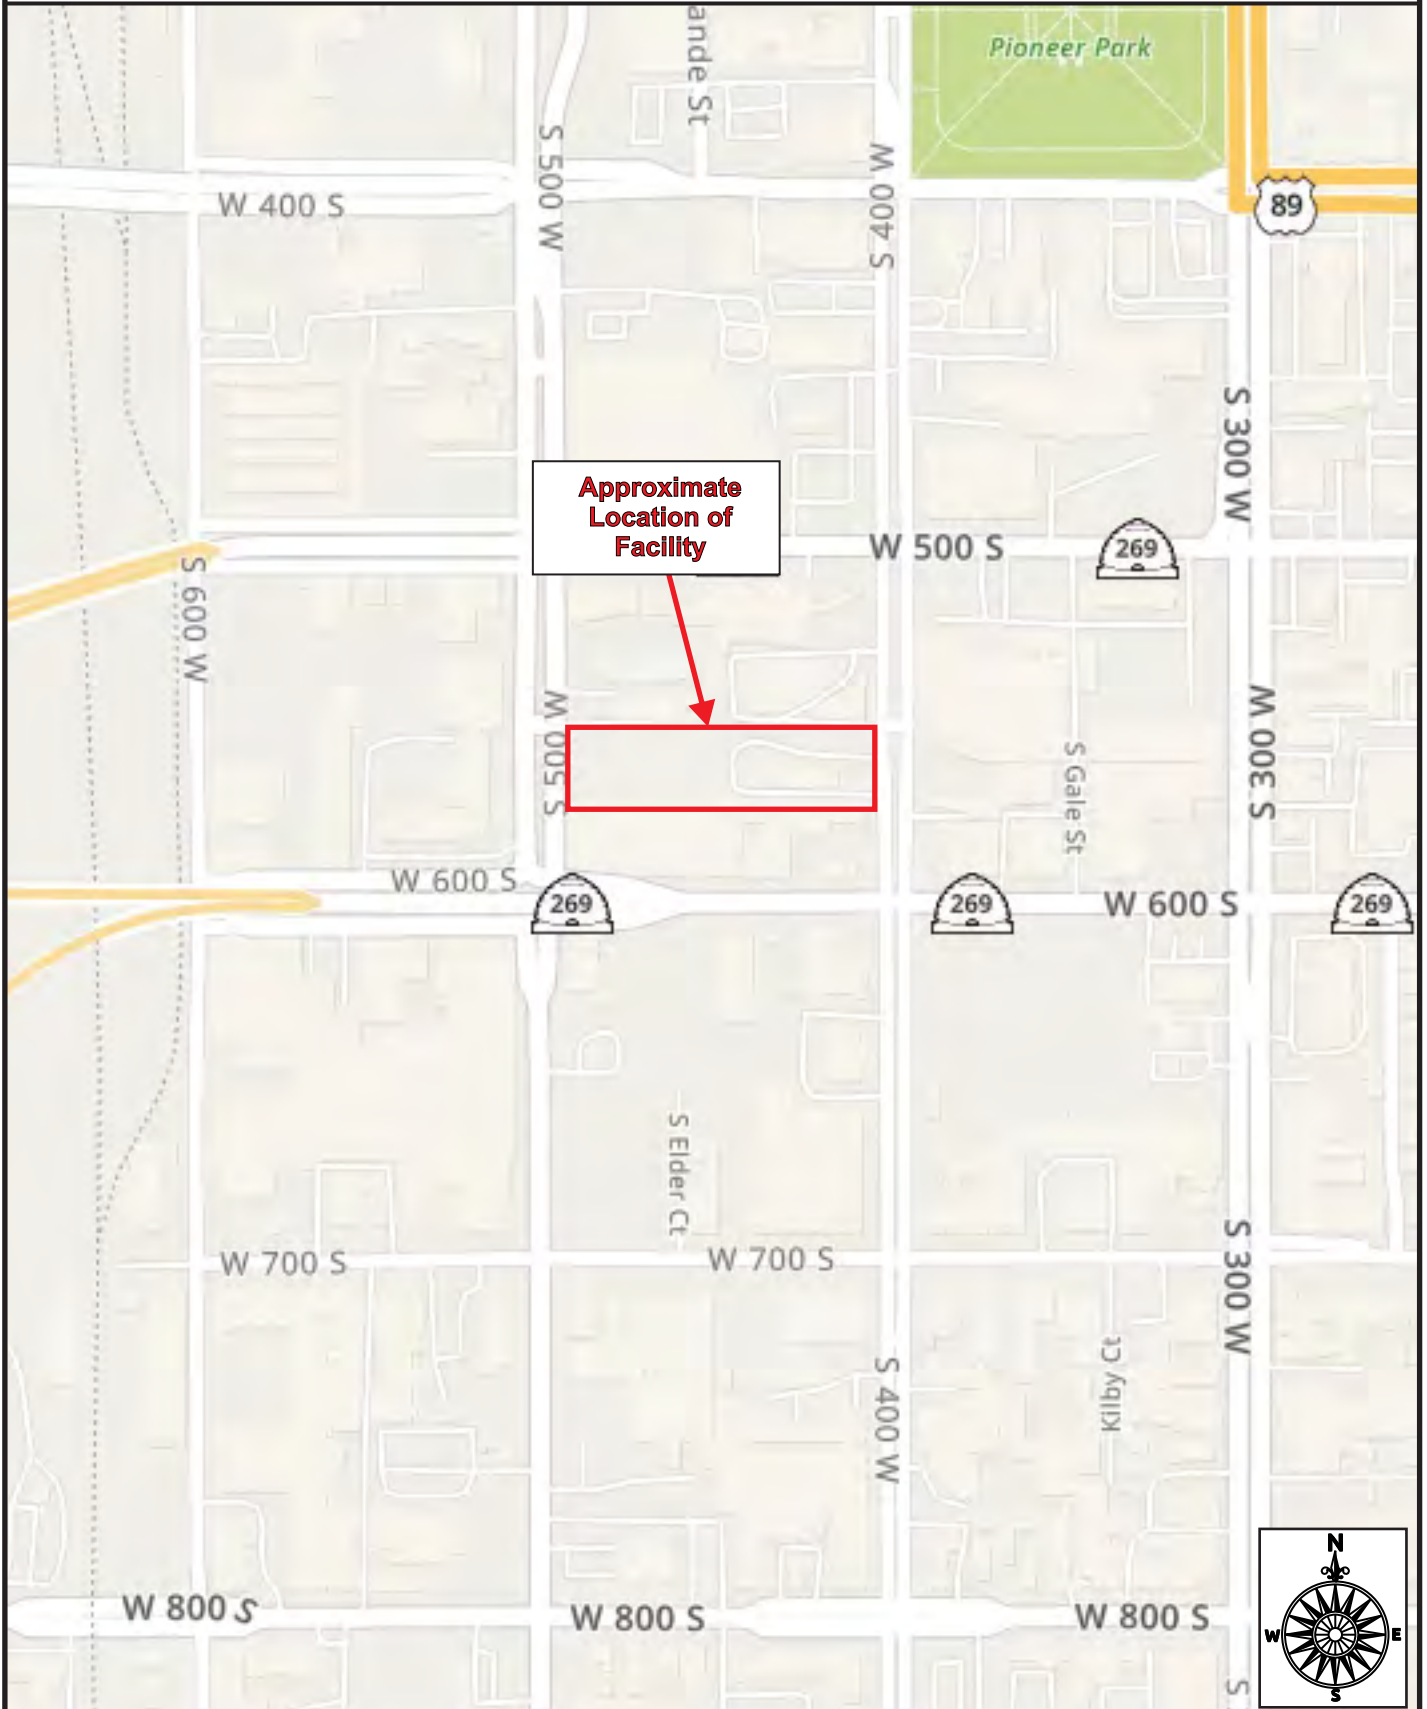 ande St
Pioneer Park
S 500 W
S 400 W
W 400 S
89
S 300 W
Approximate
Location of
Facility
W 500 S
269
S 600 W
S 500 W
S 300 W
S Gale St
W 600 S
269
269
W 600 S
269
S Elder Ct
W 700 S
W 700 S
S 300 W
Kilby Ct
S 400 W
N
W
E
S
W 800 S
W 800 S
W 800 S
S